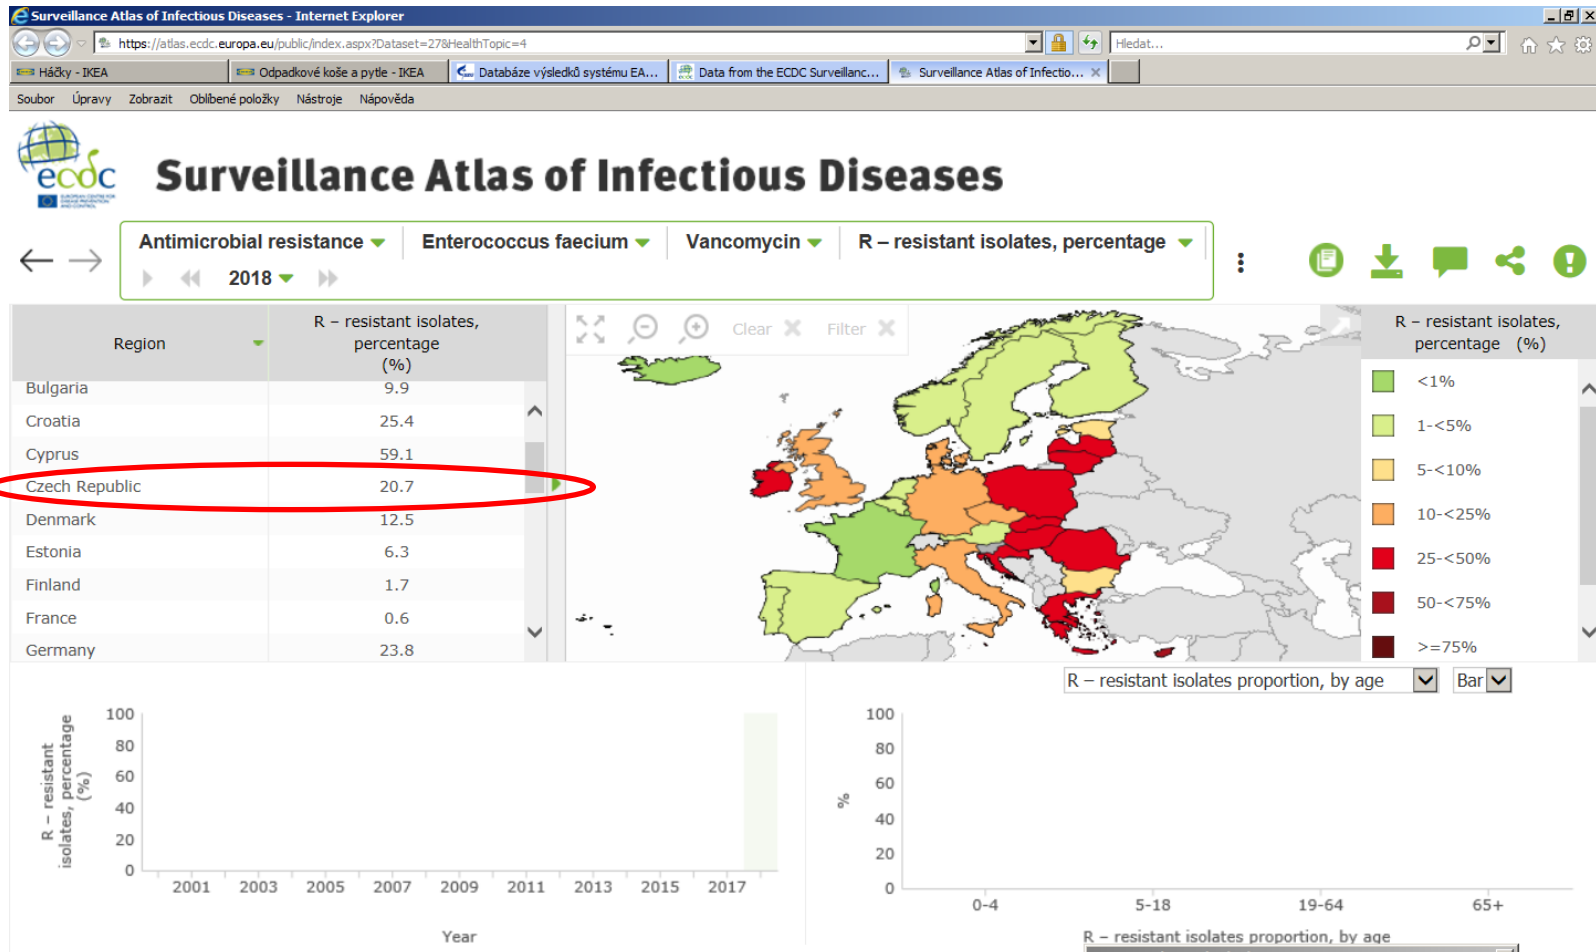 Surveillance Atlas of Infectious Diseases - Internet Explorer
https://atlas.ecdc.europa.eu/public/index.aspx?Dataset=27&HealthTopic=4
Hledat...
Háčky - IKEA
Odpadkové koše a pytle - IKEA
Databáze výsledků systému EA...
Data from the ECDC Surveillanc...
Surveillance Atlas of Infectio...
Soubor Úpravy Zobrazit Oblíbené položky Nástroje Nápověda
ecdc
EUROPEAN CENTRE FOR
DISEASE PREVENTION
AND CONTROL
Surveillance Atlas of Infectious Diseases
Antimicrobial resistance Enterococcus faecium Vancomycin R – resistant isolates, percentage
2018
Region
R – resistant isolates,
percentage
(%)
Bulgaria 9.9
Croatia 25.4
Cyprus 59.1
Czech Republic 20.7
Denmark 12.5
Estonia 6.3
Finland 1.7
France 0.6
Germany 23.8
Clear Filter
R – resistant isolates,
percentage (%)
<1%
1-<5%
5-<10%
10-<25%
25-<50%
50-<75%
>=75%
R – resistant
isolates, percentage
(%)
100
80
60
40
20
0
2001 2003 2005 2007 2009 2011 2013 2015 2017
Year
R – resistant isolates proportion, by age Bar
%
100
80
60
40
20
0
0-4 5-18 19-64 65+
R – resistant isolates proportion, by age